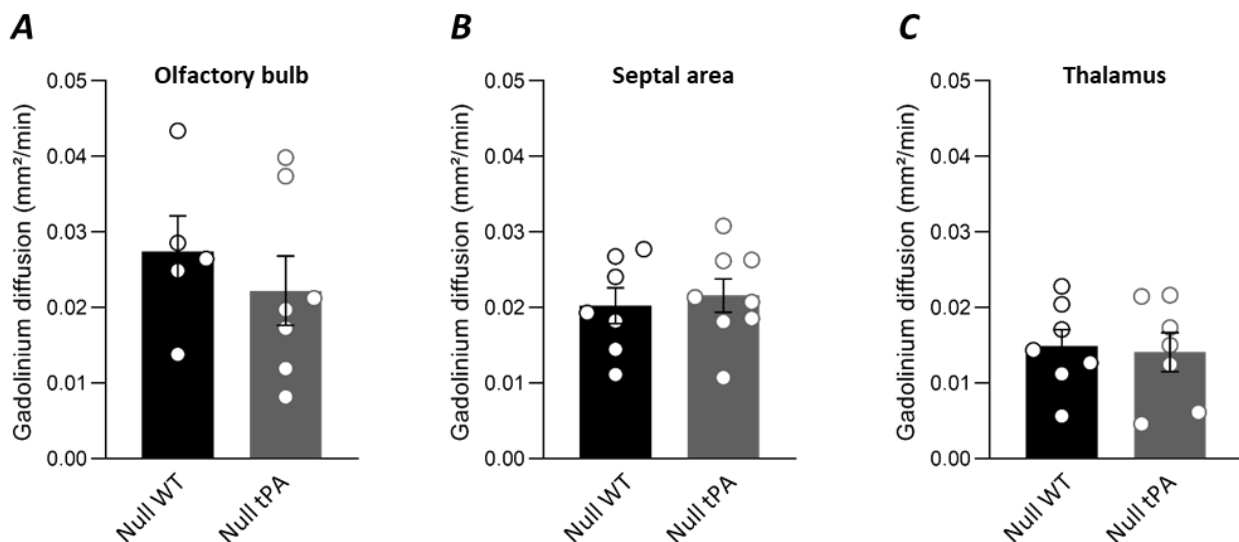 A
Olfactory bulb
Gadolinium diffusion (mm²/min)
0.05
0.04
0.03
0.02
0.01
0.00
Null WT
Null tPA
B
Septal area
Gadolinium diffusion (mm²/min)
0.05
0.04
0.03
0.02
0.01
0.00
Null WT
Null tPA
C
Thalamus
Gadolinium diffusion (mm²/min)
0.05
0.04
0.03
0.02
0.01
0.00
Null WT
Null tPA